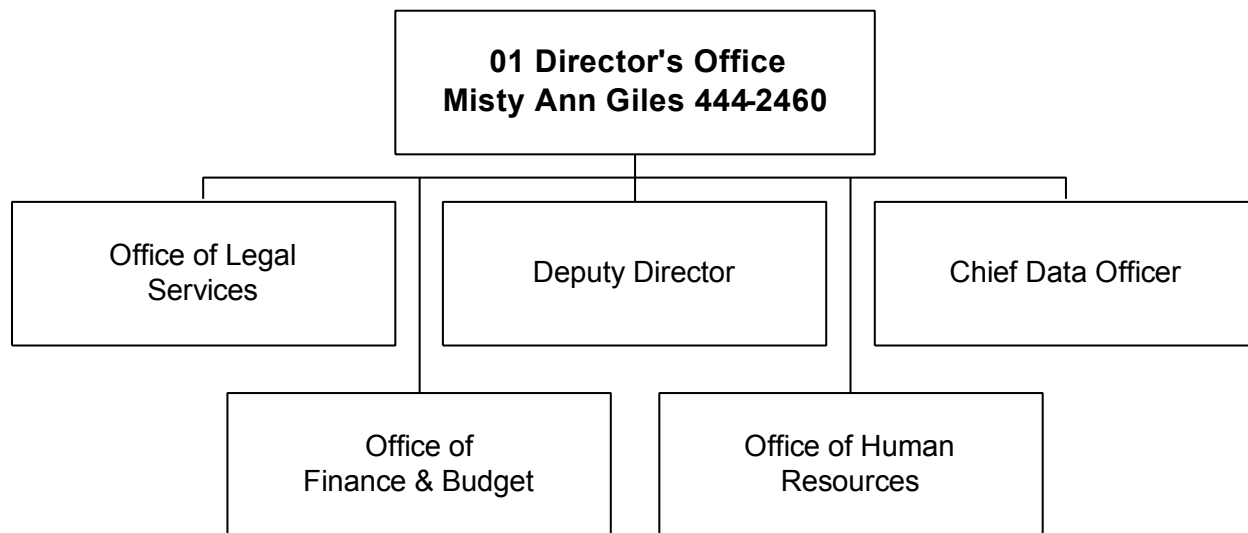 01 Director's Office
Misty Ann Giles 444-2460
Office of Legal
Services
Deputy Director
Chief Data Officer
Office of
Finance & Budget
Office of Human
Resources